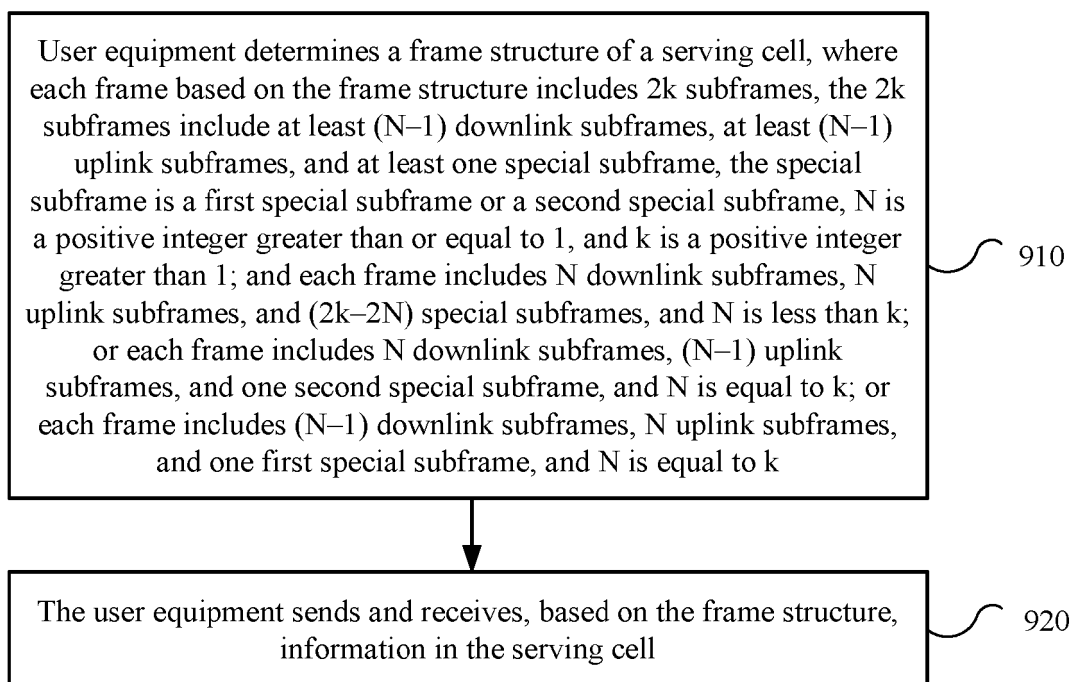 User equipment determines a frame structure of a serving cell, where
each frame based on the frame structure includes 2k subframes, the 2k
subframes include at least (N–1) downlink subframes, at least (N–1)
uplink subframes, and at least one special subframe, the special
subframe is a first special subframe or a second special subframe, N is
a positive integer greater than or equal to 1, and k is a positive integer
greater than 1; and each frame includes N downlink subframes, N
uplink subframes, and (2k–2N) special subframes, and N is less than k;
or each frame includes N downlink subframes, (N–1) uplink
subframes, and one second special subframe, and N is equal to k; or
each frame includes (N–1) downlink subframes, N uplink subframes,
and one first special subframe, and N is equal to k
910
The user equipment sends and receives, based on the frame structure,
information in the serving cell
920